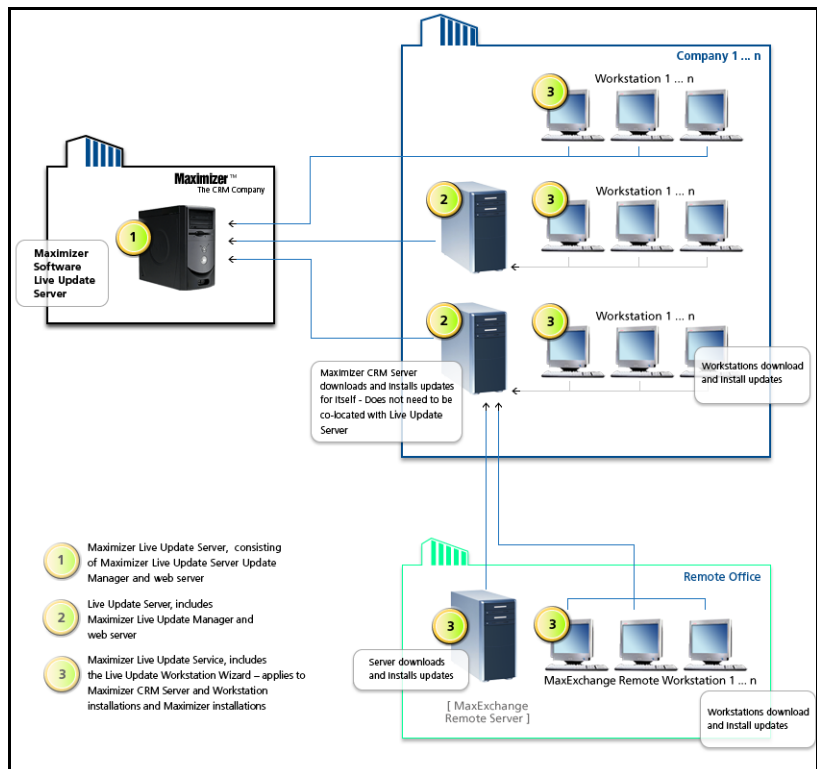 Company 1 ... n
Workstation 1 ... n
3
Maximizer ™
The CRM Company
1
Maximizer
Software
Live Update
Server
2
3
Workstation 1 ... n
2
3
Workstation 1 ... n
Maximizer CRM Server
downloads and installs updates
for itself - Does not need to be
co-located with Live Update
Server
Workstations download
and install updates
1
Maximizer Live Update Server, consisting
of Maximizer Live Update Server Update
Manager and web server
2
Live Update Server, includes
Maximizer Live Update Manager and
web server
3
Maximizer Live Update Service, includes
the Live Update Workstation Wizard – applies to
Maximizer CRM Server and Workstation
installations and Maximizer installations
Remote Office
3
Server downloads
and installs updates
[ MaxExchange
Remote Server ]
3
MaxExchange Remote Workstation 1 ... n
Workstations download
and install updates